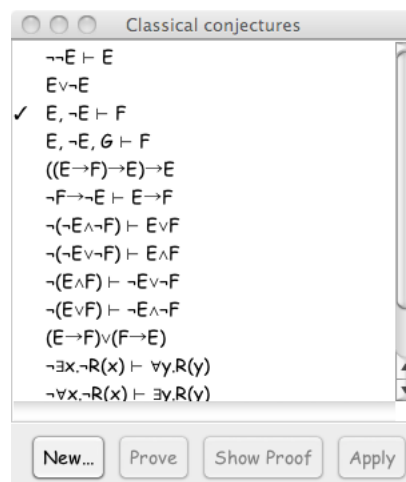 Classical conjectures
¬¬E ⊢ E
E∨¬E
✓ E, ¬E ⊢ F
E, ¬E, G ⊢ F
((E→F)→E)→E
¬F→¬E ⊢ E→F
¬(¬E∧¬F) ⊢ E∨F
¬(¬E∨¬F) ⊢ E∧F
¬(E∧F) ⊢ ¬E∨¬F
¬(E∨F) ⊢ ¬E∧¬F
(E→F)∨(F→E)
¬∃x.¬R(x) ⊢ ∀y.R(y)
¬∀x.¬R(x) ⊢ ∃y.R(y)
New... Prove Show Proof Apply